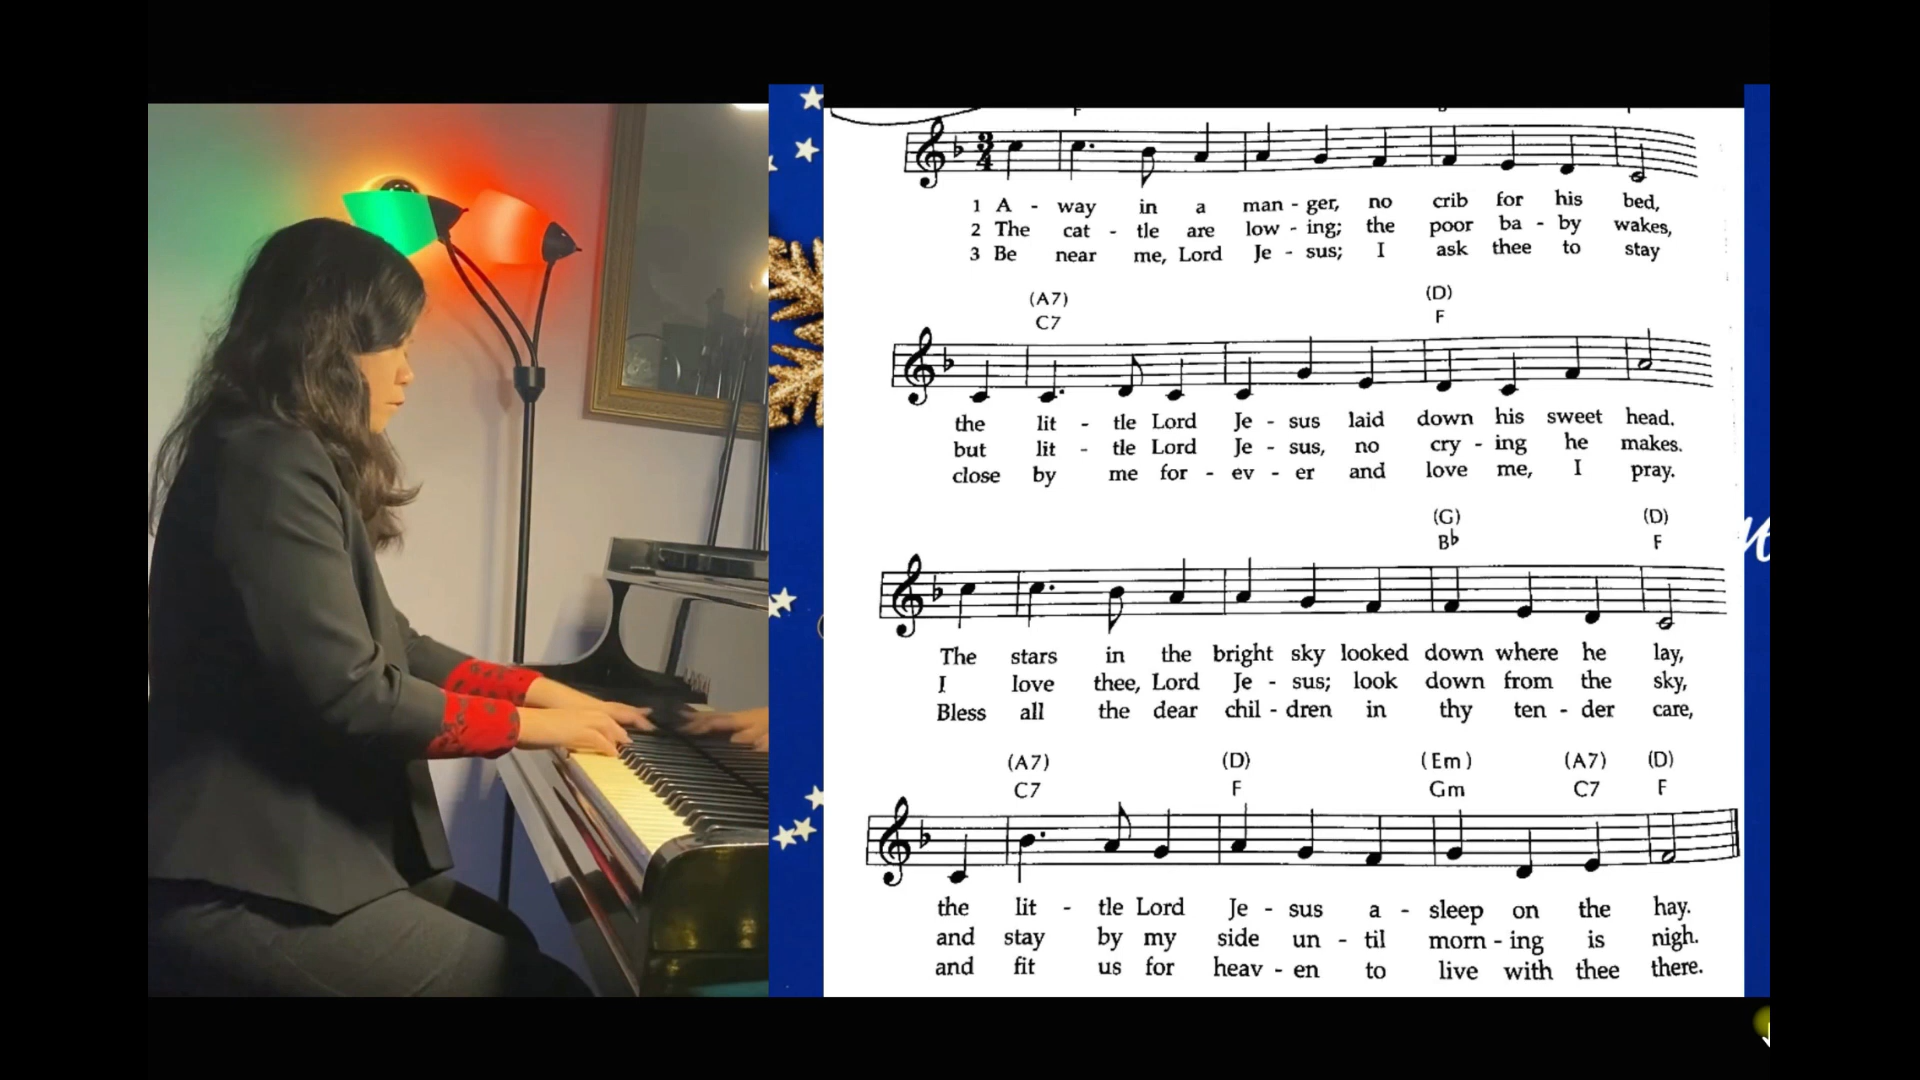 3
4
1 A - way in a man - ger, no crib for his bed,
2 The cat - tle are low - ing; the poor ba - by wakes,
3 Be near me, Lord Je - sus; I ask thee to stay
(A7) (D)
C7 F
the lit - tle Lord Je - sus laid down his sweet head.
but lit - tle Lord Je - sus, no cry - ing he makes.
close by me for - ev - er and love me, I pray.
(G) (D)
B♭ F
The stars in the bright sky looked down where he lay,
I love thee, Lord Je - sus; look down from the sky,
Bless all the dear chil - dren in thy ten - der care,
(A7) (D) (Em) (A7) (D)
C7 F Gm C7 F
the lit - tle Lord Je - sus a - sleep on the hay.
and stay by my side un - til morn - ing is nigh.
and fit us for heav - en to live with thee there.